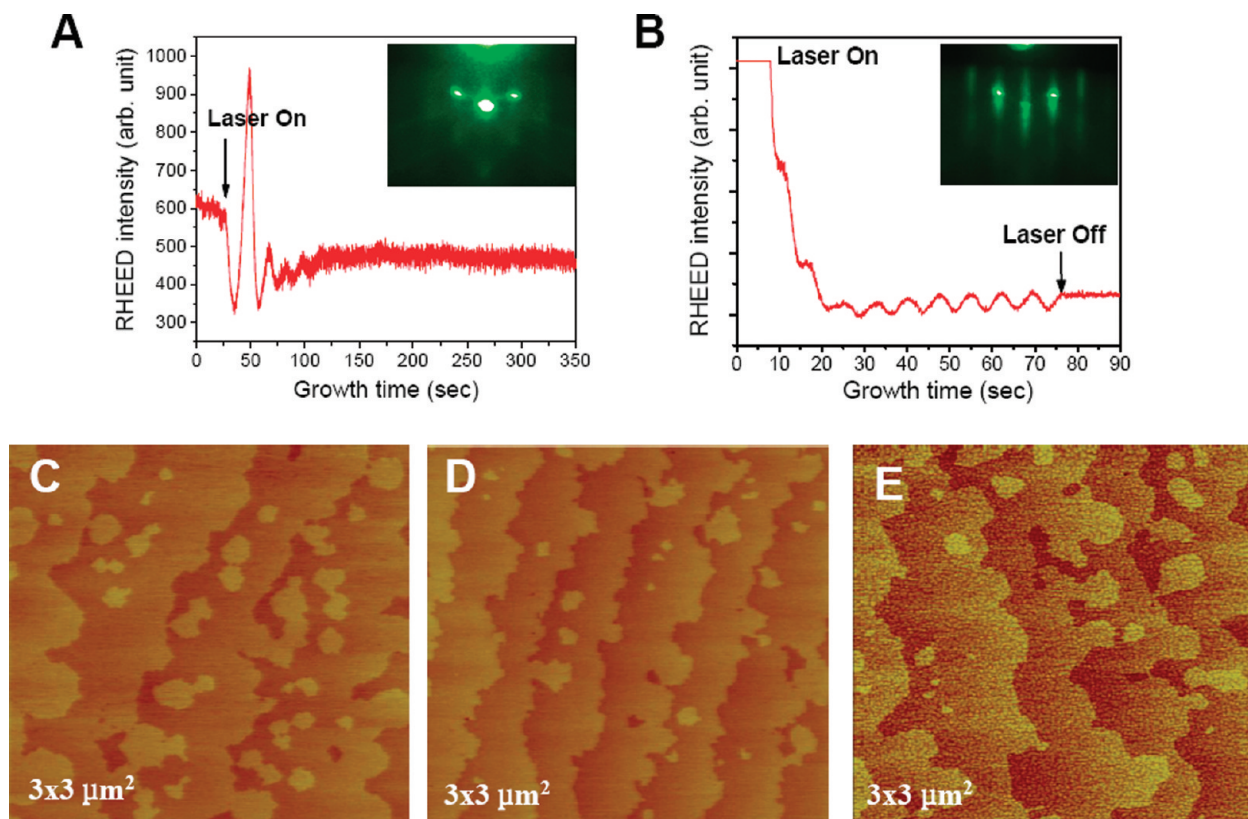 A
RHEED intensity (arb. unit)
1000
900
800
700
600
500
400
300
Laser On
0 50 100 150 200 250 300 350
Growth time (sec)
B
RHEED intensity (arb. unit)
Laser On
Laser Off
0 10 20 30 40 50 60 70 80 90
Growth time (sec)
C
3x3 μm²
D
3x3 μm²
E
3x3 μm²